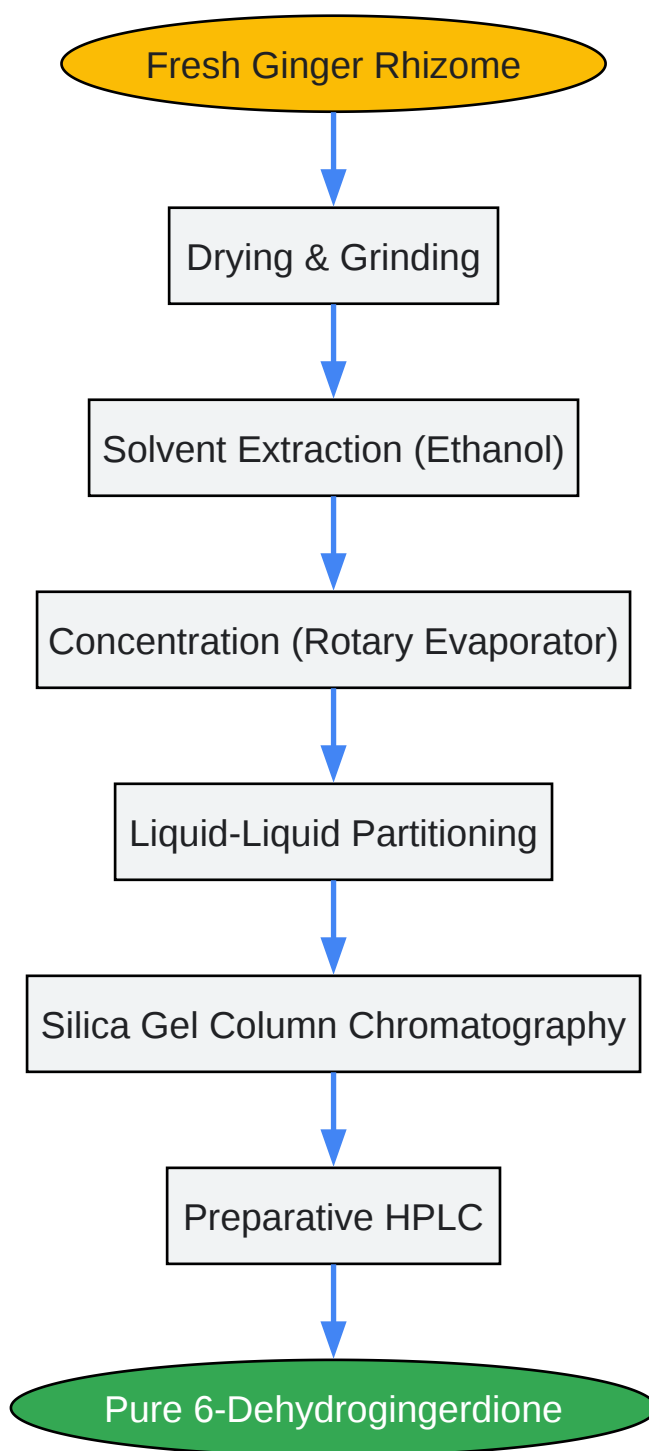 Fresh Ginger Rhizome
Drying & Grinding
Solvent Extraction (Ethanol)
Concentration (Rotary Evaporator)
Liquid-Liquid Partitioning
Silica Gel Column Chromatography
Preparative HPLC
Pure 6-Dehydrogingerdione